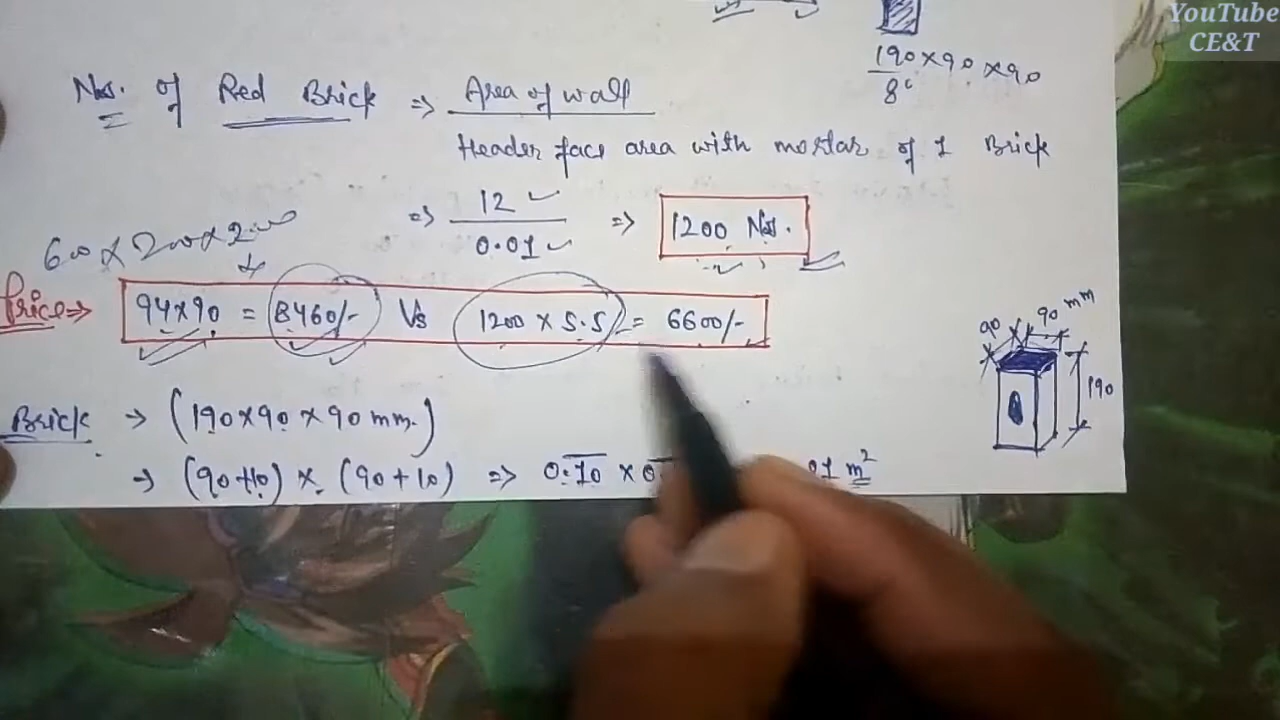 YouTube
CE&T
190×90×90
80
Nos. of Red Brick ⇒ Area of wall
Header face area with mortar of 1 Brick
⇒ 12 / 0.01 ⇒ 1200 Nos.
600×200×200
Price ⇒ 94×90 = 8460/- Vs 1200 × 5.5 = 6600/-
90 90 mm
190
Brick → (190×90×90 mm.)
→ (90+10) × (90+10) ⇒ 0.10 × 0. 01 m²